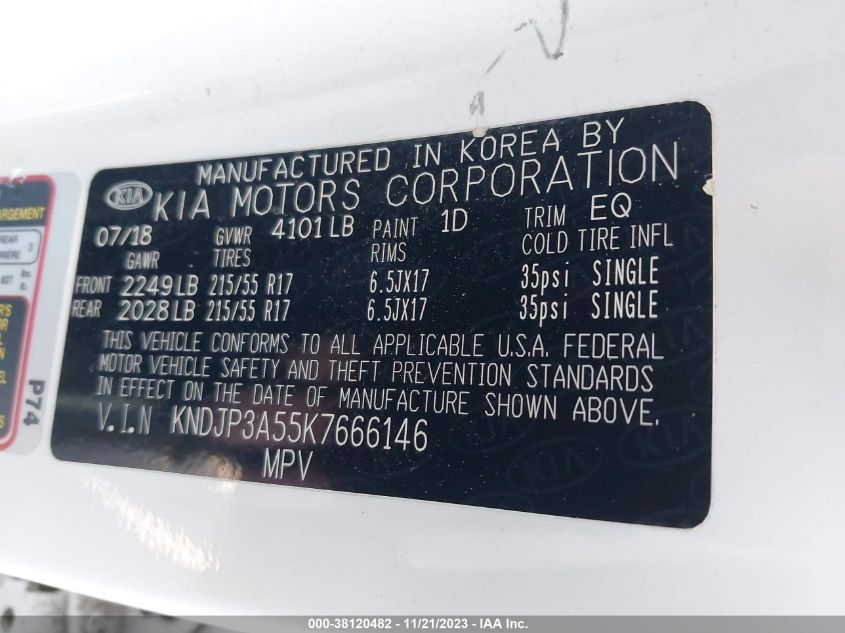 MANUFACTURED IN KOREA BY
KIA KIA MOTORS CORPORATION
07/18 GVWR 4101LB PAINT 1D TRIM EQ
GAWR TIRES RIMS COLD TIRE INFL
FRONT 2249LB 215/55 R17 6.5JX17 35psi SINGLE
REAR 2028LB 215/55 R17 6.5JX17 35psi SINGLE
THIS VEHICLE CONFORMS TO ALL APPLICABLE U.S.A. FEDERAL
MOTOR VEHICLE SAFETY AND THEFT PREVENTION STANDARDS
IN EFFECT ON THE DATE OF MANUFACTURE SHOWN ABOVE.
V.I.N KNDJP3A55K7666146
MPV
REAR
2
P74
000-38120482 - 11/21/2023 - IAA Inc.